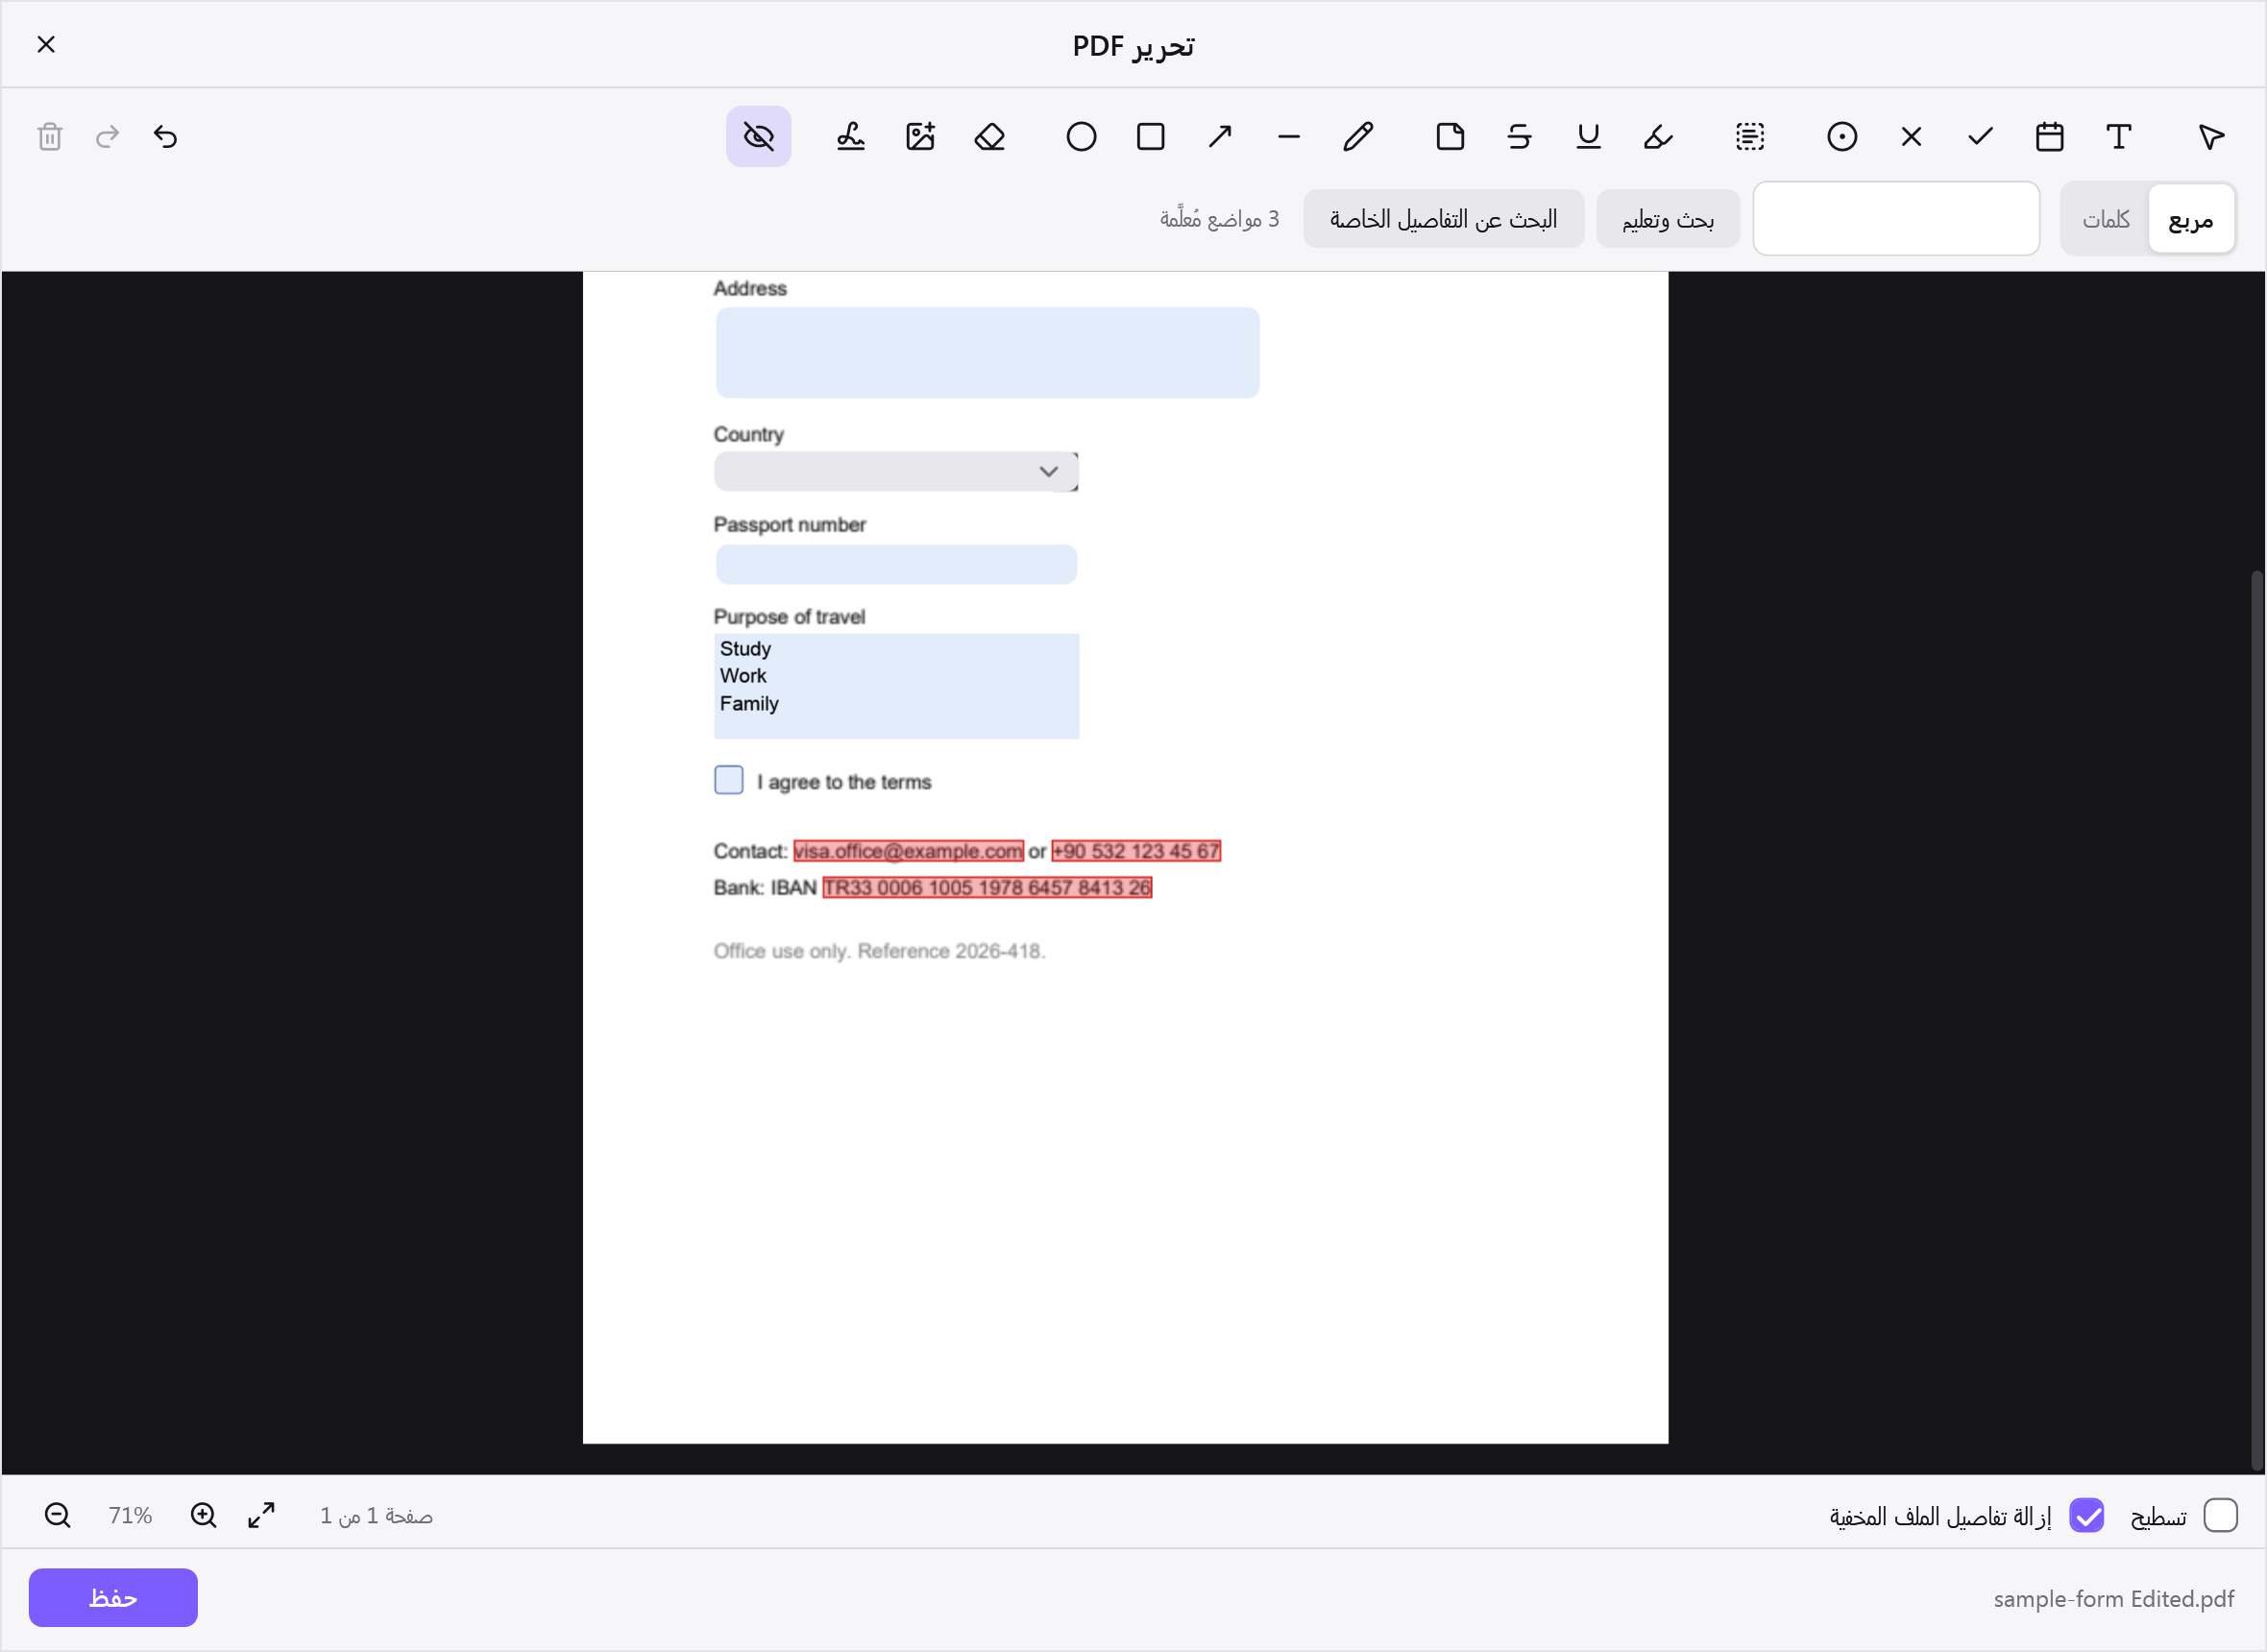 تحرير PDF
مربع
كلمات
بحث وتعليم
البحث عن التفاصيل الخاصة
3 مواضع مُعلَّمة
Address
Country
Passport number
Purpose of travel
Study
Work
Family
I agree to the terms
Contact: visa.office@example.com or +90 532 123 45 67
Bank: IBAN TR33 0006 1005 1978 6457 8413 26
Office use only. Reference 2026-418.
تسطيح
إزالة تفاصيل الملف المخفية
صفحة 1 من 1
71%
sample-form Edited.pdf
حفظ